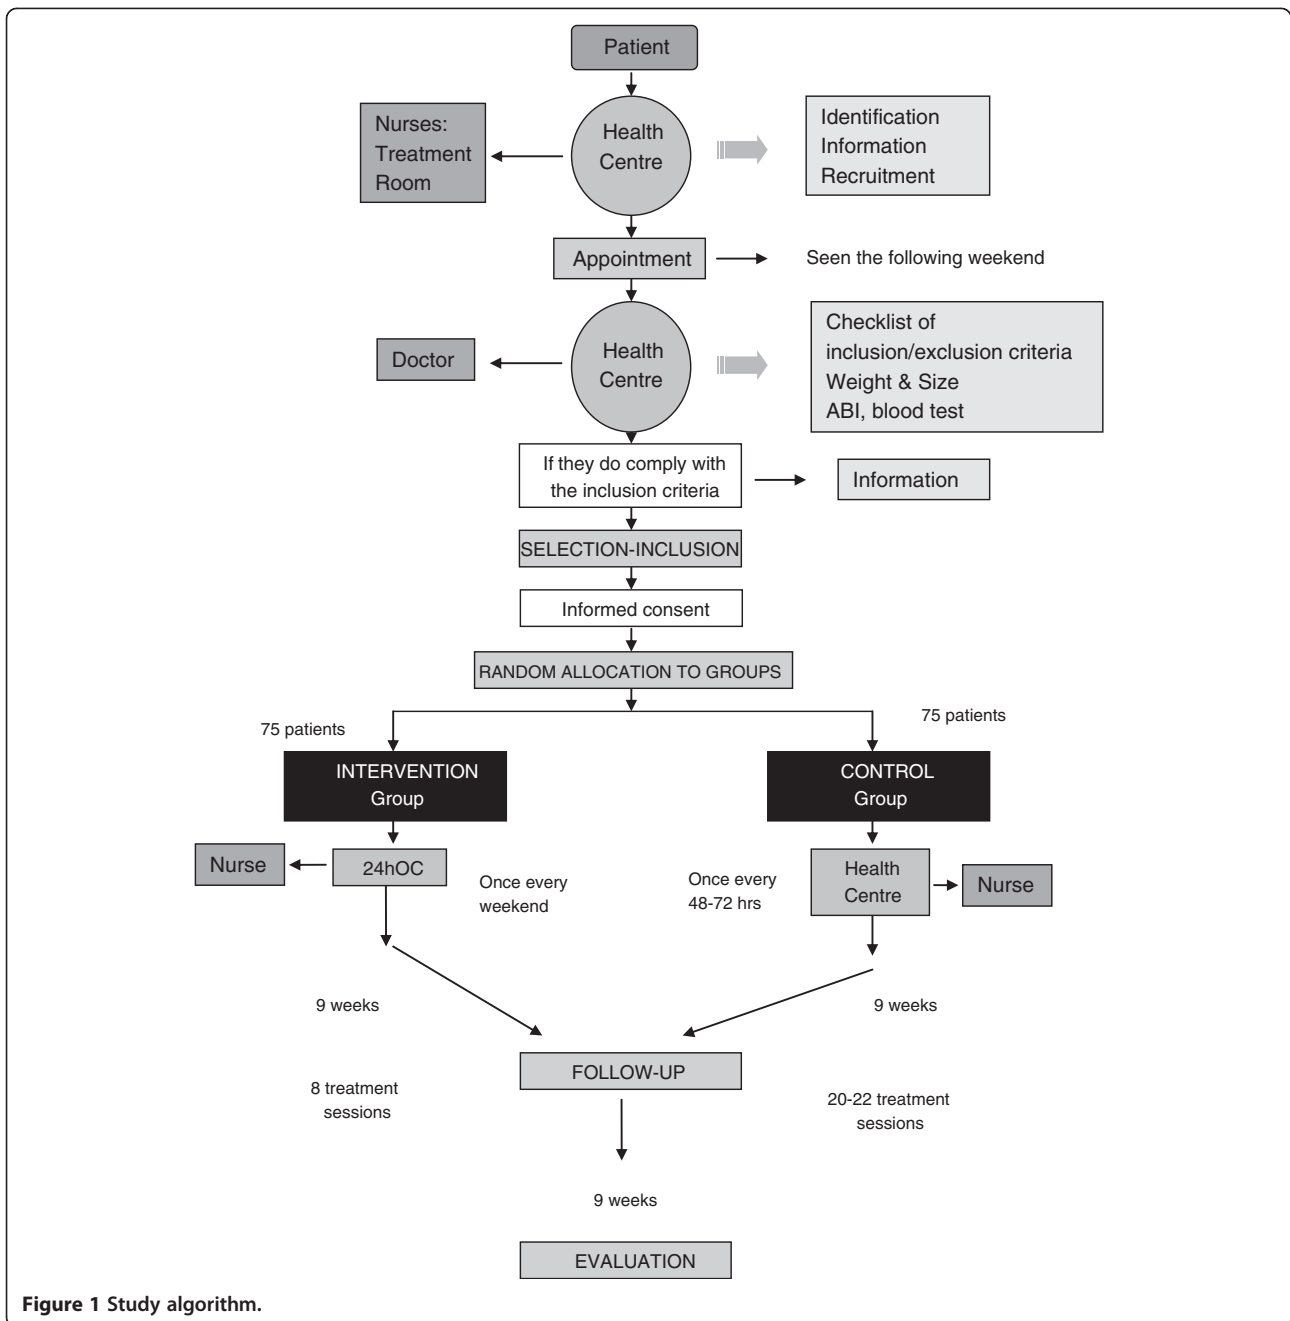 Patient
Nurses:
Treatment
Room
Health
Centre
Identification
Information
Recruitment
Appointment
Seen the following weekend
Doctor
Health
Centre
Checklist of
inclusion/exclusion criteria
Weight & Size
ABI, blood test
If they do comply with
the inclusion criteria
Information
SELECTION-INCLUSION
Informed consent
RANDOM ALLOCATION TO GROUPS
75 patients
75 patients
INTERVENTION
Group
CONTROL
Group
Nurse
24hOC
Once every
weekend
Once every
48-72 hrs
Health
Centre
Nurse
9 weeks
9 weeks
FOLLOW-UP
8 treatment
sessions
20-22 treatment
sessions
9 weeks
EVALUATION
Figure 1 Study algorithm.